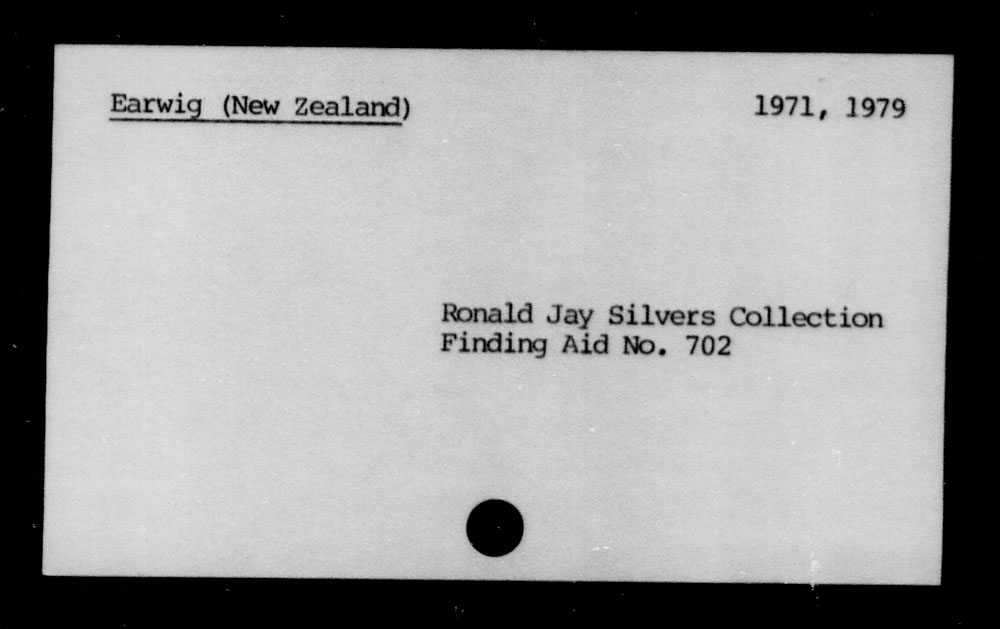 Earwig (New Zealand) 1971, 1979
Ronald Jay Silvers Collection
Finding Aid No. 702